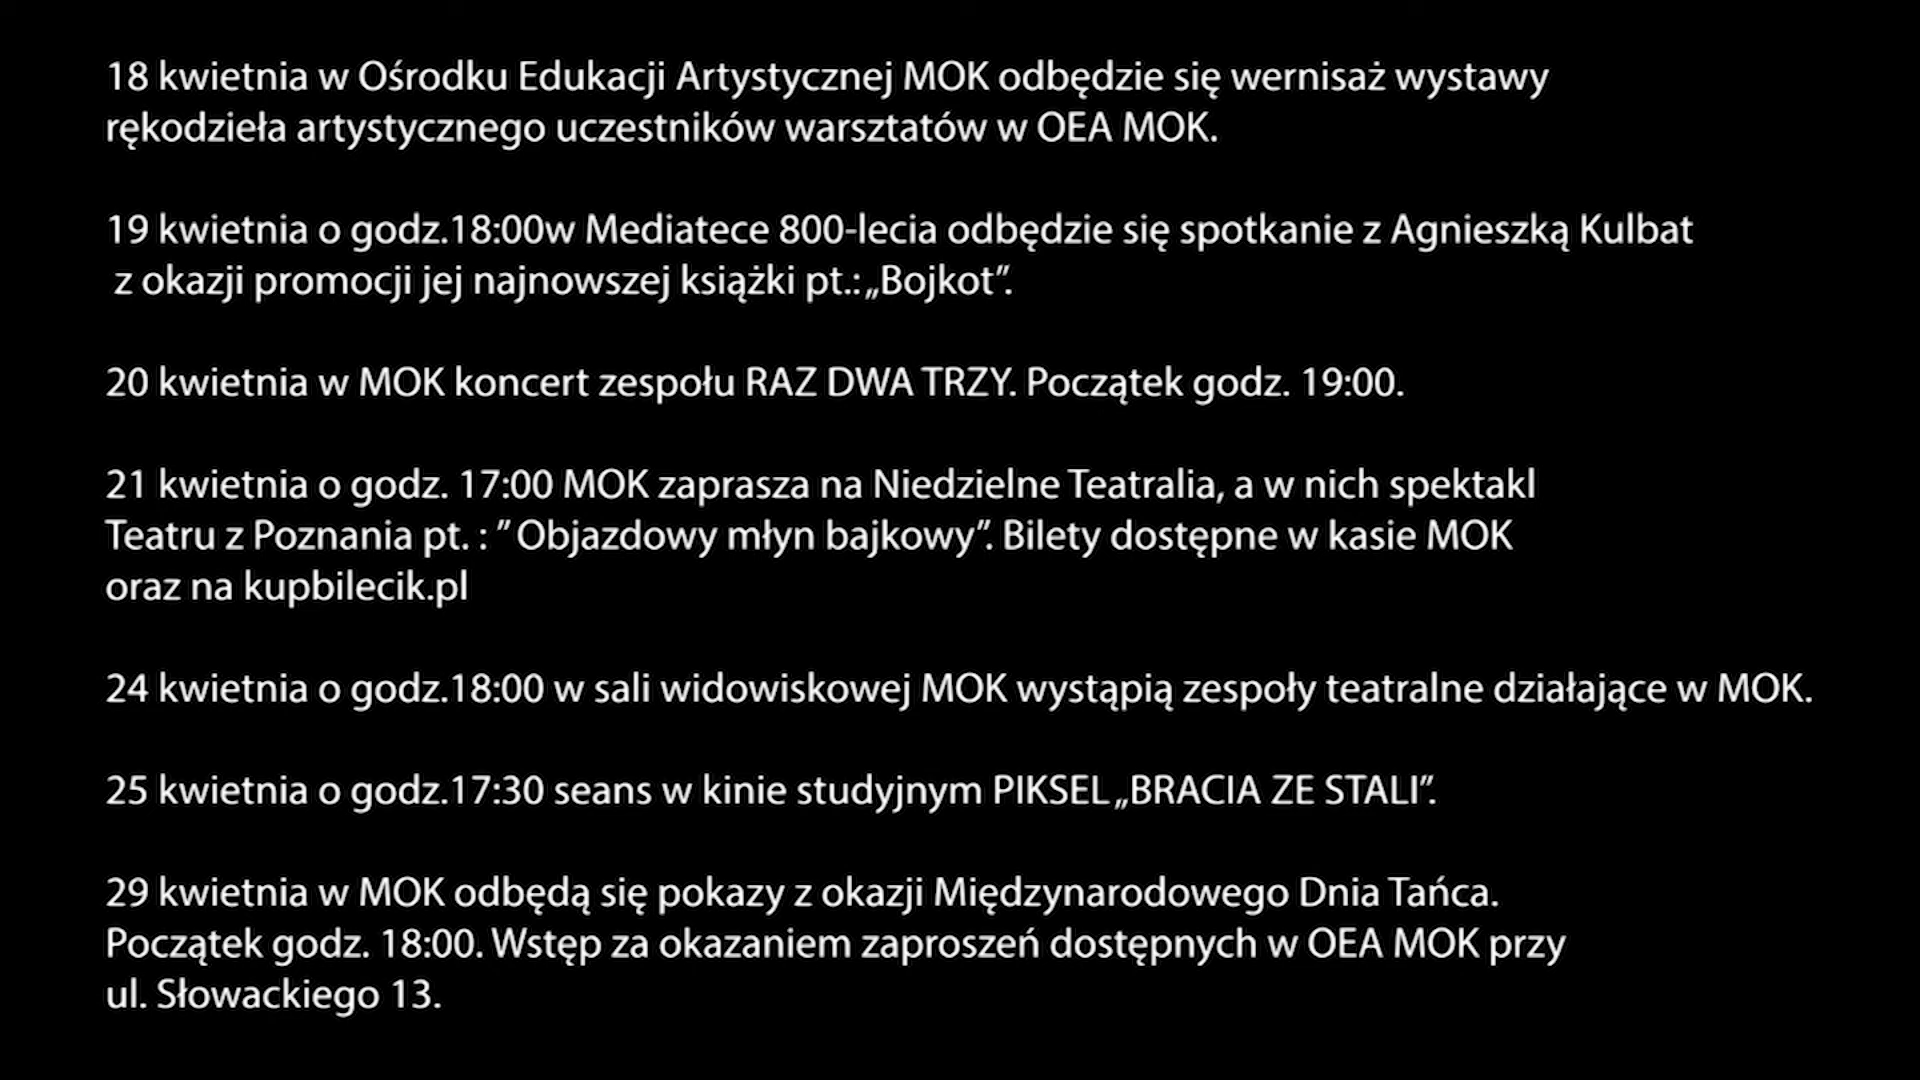 18 kwietnia w Ośrodku Edukacji Artystycznej MOK odbędzie się wernisaż wystawy
rękodzieła artystycznego uczestników warsztatów w OEA MOK.
19 kwietnia o godz.18:00w Mediatece 800-lecia odbędzie się spotkanie z Agnieszką Kulbat
z okazji promocji jej najnowszej książki pt.: „Bojkot”.
20 kwietnia w MOK koncert zespołu RAZ DWA TRZY. Początek godz. 19:00.
21 kwietnia o godz. 17:00 MOK zaprasza na Niedzielne Teatralia, a w nich spektakl
Teatru z Poznania pt. : ” Objazdowy młyn bajkowy”. Bilety dostępne w kasie MOK
oraz na kupbilecik.pl
24 kwietnia o godz.18:00 w sali widowiskowej MOK wystąpią zespoły teatralne działające w MOK.
25 kwietnia o godz.17:30 seans w kinie studyjnym PIKSEL „BRACIA ZE STALI”.
29 kwietnia w MOK odbędą się pokazy z okazji Międzynarodowego Dnia Tańca.
Początek godz. 18:00. Wstęp za okazaniem zaproszeń dostępnych w OEA MOK przy
ul. Słowackiego 13.